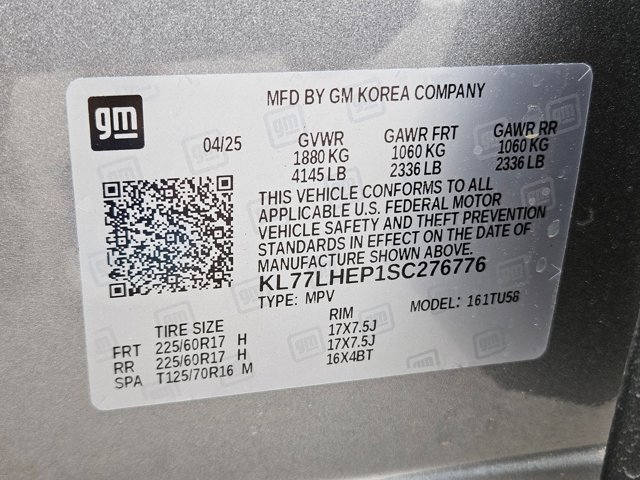 gm
MFD BY GM KOREA COMPANY
04/25 GVWR GAWR FRT GAWR RR
1880 KG 1060 KG 1060 KG
4145 LB 2336 LB 2336 LB
THIS VEHICLE CONFORMS TO ALL
APPLICABLE U.S. FEDERAL MOTOR
VEHICLE SAFETY AND THEFT PREVENTION
STANDARDS IN EFFECT ON THE DATE OF
MANUFACTURE SHOWN ABOVE.
KL77LHEP1SC276776
TYPE: MPV MODEL: 161TU58
TIRE SIZE RIM
FRT 225/60R17 H 17X7.5J
RR 225/60R17 H 17X7.5J
SPA T125/70R16 M 16X4BT